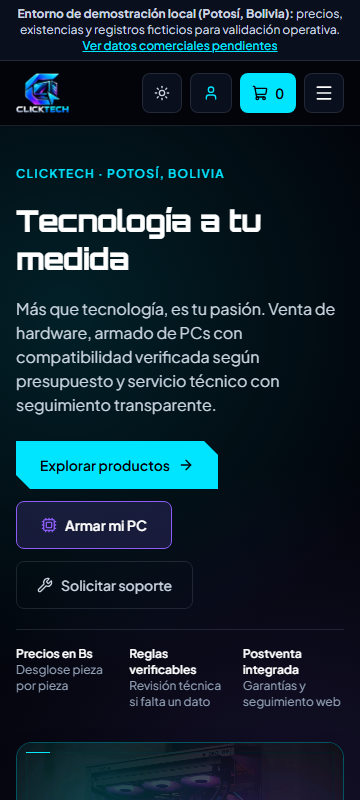 Entorno de demostración local (Potosí, Bolivia): precios,
existencias y registros ficticios para validación operativa.
Ver datos comerciales pendientes
CLICKTECH
0
CLICKTECH · POTOSÍ, BOLIVIA
Tecnología a tu
medida
Más que tecnología, es tu pasión. Venta de
hardware, armado de PCs con
compatibilidad verificada según
presupuesto y servicio técnico con
seguimiento transparente.
Explorar productos
Armar mi PC
Solicitar soporte
Precios en Bs
Desglose pieza
por pieza
Reglas
verificables
Revisión técnica
si falta un dato
Postventa
integrada
Garantías y
seguimiento web